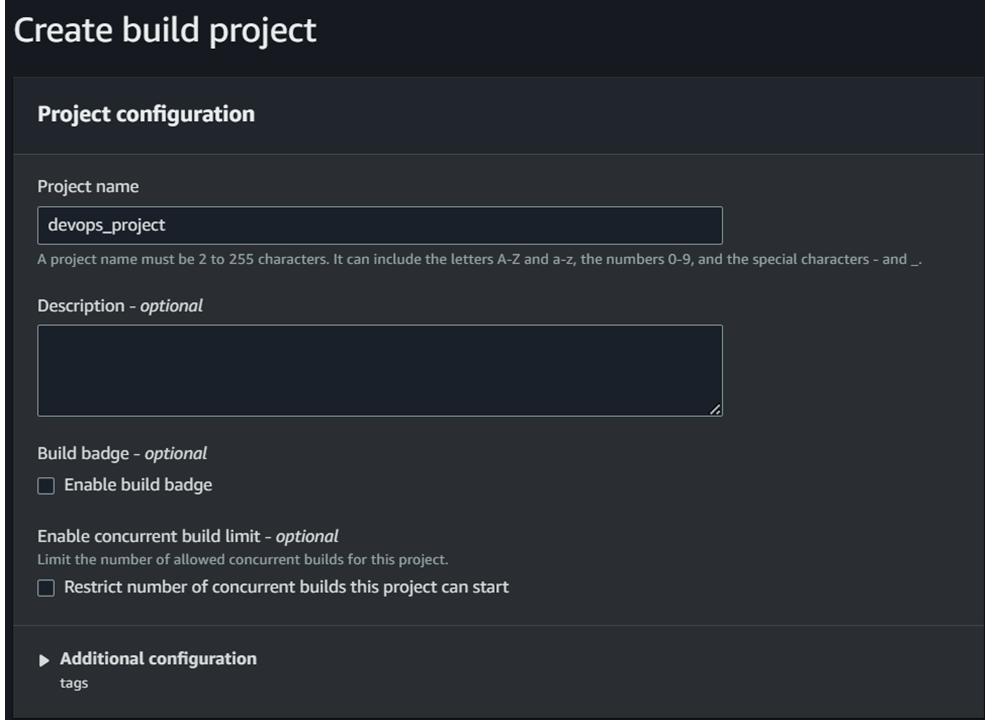 Create build project
Project configuration
Project name
devops_project
A project name must be 2 to 255 characters. It can include the letters A-Z and a-z, the numbers 0-9, and the special characters - and _.
Description - optional
Build badge - optional
Enable build badge
Enable concurrent build limit - optional
Limit the number of allowed concurrent builds for this project.
Restrict number of concurrent builds this project can start
Additional configuration
tags